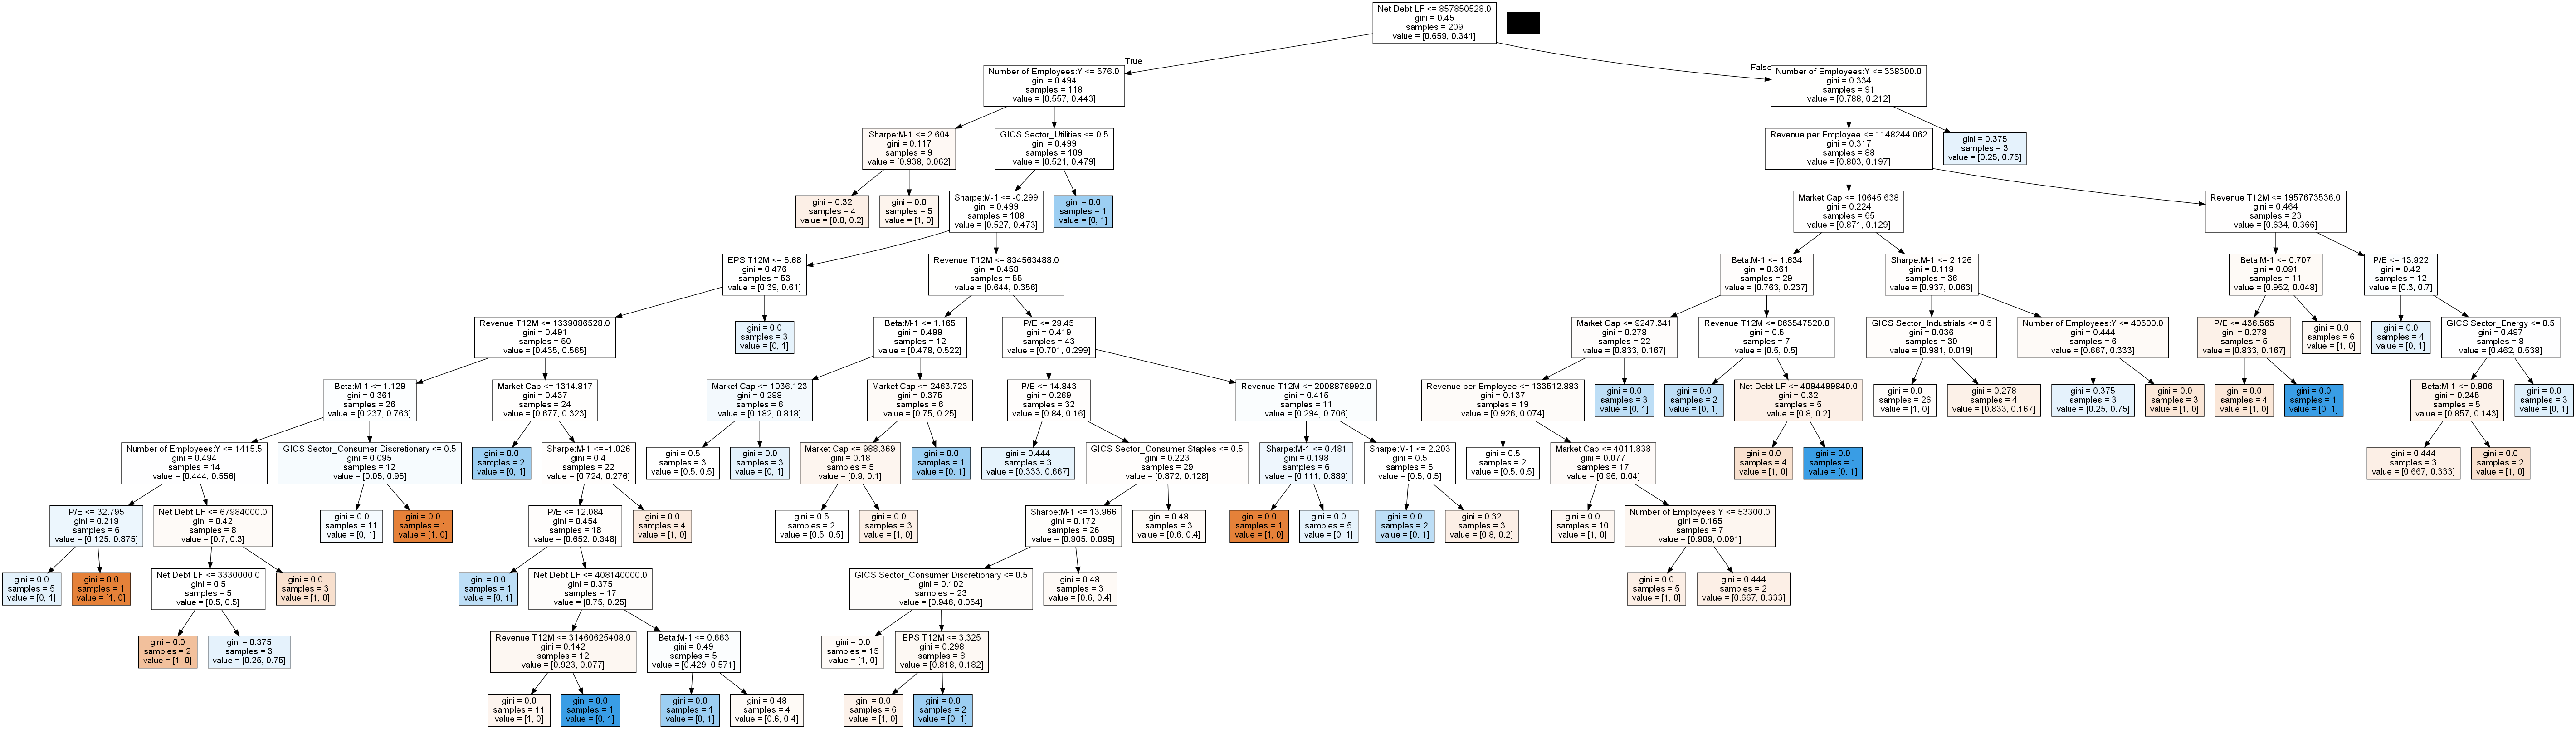 Net Debt LF <= 857850528.0
gini = 0.45
samples = 209
value = [0.659, 0.341]
True
False
Number of Employees:Y <= 576.0
gini = 0.494
samples = 118
value = [0.557, 0.443]
Number of Employees:Y <= 338300.0
gini = 0.334
samples = 91
value = [0.788, 0.212]
Sharpe:M-1 <= 2.604
gini = 0.117
samples = 9
value = [0.938, 0.062]
GICS Sector_Utilities <= 0.5
gini = 0.499
samples = 109
value = [0.521, 0.479]
Revenue per Employee <= 1148244.062
gini = 0.317
samples = 88
value = [0.803, 0.197]
gini = 0.375
samples = 3
value = [0.25, 0.75]
gini = 0.32
samples = 4
value = [0.8, 0.2]
gini = 0.0
samples = 5
value = [1, 0]
Sharpe:M-1 <= -0.299
gini = 0.499
samples = 108
value = [0.527, 0.473]
gini = 0.0
samples = 1
value = [0, 1]
Market Cap <= 10645.638
gini = 0.224
samples = 65
value = [0.871, 0.129]
Revenue T12M <= 1957673536.0
gini = 0.464
samples = 23
value = [0.634, 0.366]
EPS T12M <= 5.68
gini = 0.476
samples = 53
value = [0.39, 0.61]
Revenue T12M <= 834563488.0
gini = 0.458
samples = 55
value = [0.644, 0.356]
Beta:M-1 <= 1.634
gini = 0.361
samples = 29
value = [0.763, 0.237]
Sharpe:M-1 <= 2.126
gini = 0.119
samples = 36
value = [0.937, 0.063]
Beta:M-1 <= 0.707
gini = 0.091
samples = 11
value = [0.952, 0.048]
P/E <= 13.922
gini = 0.42
samples = 12
value = [0.3, 0.7]
Revenue T12M <= 1339086528.0
gini = 0.491
samples = 50
value = [0.435, 0.565]
gini = 0.0
samples = 3
value = [0, 1]
Beta:M-1 <= 1.165
gini = 0.499
samples = 12
value = [0.478, 0.522]
P/E <= 29.45
gini = 0.419
samples = 43
value = [0.701, 0.299]
Market Cap <= 9247.341
gini = 0.278
samples = 22
value = [0.833, 0.167]
Revenue T12M <= 863547520.0
gini = 0.5
samples = 7
value = [0.5, 0.5]
GICS Sector_Industrials <= 0.5
gini = 0.036
samples = 30
value = [0.981, 0.019]
Number of Employees:Y <= 40500.0
gini = 0.444
samples = 6
value = [0.667, 0.333]
P/E <= 436.565
gini = 0.278
samples = 5
value = [0.833, 0.167]
gini = 0.0
samples = 6
value = [1, 0]
gini = 0.0
samples = 4
value = [0, 1]
GICS Sector_Energy <= 0.5
gini = 0.497
samples = 8
value = [0.462, 0.538]
Beta:M-1 <= 1.129
gini = 0.361
samples = 26
value = [0.237, 0.763]
Market Cap <= 1314.817
gini = 0.437
samples = 24
value = [0.677, 0.323]
Market Cap <= 1036.123
gini = 0.298
samples = 6
value = [0.182, 0.818]
Market Cap <= 2463.723
gini = 0.375
samples = 6
value = [0.75, 0.25]
P/E <= 14.843
gini = 0.269
samples = 32
value = [0.84, 0.16]
Revenue T12M <= 2008876992.0
gini = 0.415
samples = 11
value = [0.294, 0.706]
Revenue per Employee <= 133512.883
gini = 0.137
samples = 19
value = [0.926, 0.074]
gini = 0.0
samples = 3
value = [0, 1]
gini = 0.0
samples = 2
value = [0, 1]
Net Debt LF <= 4094499840.0
gini = 0.32
samples = 5
value = [0.8, 0.2]
gini = 0.0
samples = 26
value = [1, 0]
gini = 0.278
samples = 4
value = [0.833, 0.167]
gini = 0.375
samples = 3
value = [0.25, 0.75]
gini = 0.0
samples = 3
value = [1, 0]
gini = 0.0
samples = 4
value = [1, 0]
gini = 0.0
samples = 1
value = [0, 1]
Beta:M-1 <= 0.906
gini = 0.245
samples = 5
value = [0.857, 0.143]
gini = 0.0
samples = 3
value = [0, 1]
Number of Employees:Y <= 1415.5
gini = 0.494
samples = 14
value = [0.444, 0.556]
GICS Sector_Consumer Discretionary <= 0.5
gini = 0.095
samples = 12
value = [0.05, 0.95]
gini = 0.0
samples = 2
value = [0, 1]
Sharpe:M-1 <= -1.026
gini = 0.4
samples = 22
value = [0.724, 0.276]
gini = 0.5
samples = 3
value = [0.5, 0.5]
gini = 0.0
samples = 3
value = [0, 1]
Market Cap <= 988.369
gini = 0.18
samples = 5
value = [0.9, 0.1]
gini = 0.0
samples = 1
value = [0, 1]
gini = 0.444
samples = 3
value = [0.333, 0.667]
GICS Sector_Consumer Staples <= 0.5
gini = 0.223
samples = 29
value = [0.872, 0.128]
Sharpe:M-1 <= 0.481
gini = 0.198
samples = 6
value = [0.111, 0.889]
Sharpe:M-1 <= 2.203
gini = 0.5
samples = 5
value = [0.5, 0.5]
gini = 0.5
samples = 2
value = [0.5, 0.5]
Market Cap <= 4011.838
gini = 0.077
samples = 17
value = [0.96, 0.04]
gini = 0.0
samples = 4
value = [1, 0]
gini = 0.0
samples = 1
value = [0, 1]
gini = 0.444
samples = 3
value = [0.667, 0.333]
gini = 0.0
samples = 2
value = [1, 0]
P/E <= 32.795
gini = 0.219
samples = 6
value = [0.125, 0.875]
Net Debt LF <= 67984000.0
gini = 0.42
samples = 8
value = [0.7, 0.3]
gini = 0.0
samples = 11
value = [0, 1]
gini = 0.0
samples = 1
value = [1, 0]
P/E <= 12.084
gini = 0.454
samples = 18
value = [0.652, 0.348]
gini = 0.0
samples = 4
value = [1, 0]
gini = 0.5
samples = 2
value = [0.5, 0.5]
gini = 0.0
samples = 3
value = [1, 0]
Sharpe:M-1 <= 13.966
gini = 0.172
samples = 26
value = [0.905, 0.095]
gini = 0.48
samples = 3
value = [0.6, 0.4]
gini = 0.0
samples = 1
value = [1, 0]
gini = 0.0
samples = 5
value = [0, 1]
gini = 0.0
samples = 2
value = [0, 1]
gini = 0.32
samples = 3
value = [0.8, 0.2]
gini = 0.0
samples = 10
value = [1, 0]
Number of Employees:Y <= 53300.0
gini = 0.165
samples = 7
value = [0.909, 0.091]
gini = 0.0
samples = 5
value = [0, 1]
gini = 0.0
samples = 1
value = [1, 0]
Net Debt LF <= 3330000.0
gini = 0.5
samples = 5
value = [0.5, 0.5]
gini = 0.0
samples = 3
value = [1, 0]
gini = 0.0
samples = 1
value = [0, 1]
Net Debt LF <= 408140000.0
gini = 0.375
samples = 17
value = [0.75, 0.25]
GICS Sector_Consumer Discretionary <= 0.5
gini = 0.102
samples = 23
value = [0.946, 0.054]
gini = 0.48
samples = 3
value = [0.6, 0.4]
gini = 0.0
samples = 5
value = [1, 0]
gini = 0.444
samples = 2
value = [0.667, 0.333]
gini = 0.0
samples = 2
value = [1, 0]
gini = 0.375
samples = 3
value = [0.25, 0.75]
Revenue T12M <= 31460625408.0
gini = 0.142
samples = 12
value = [0.923, 0.077]
Beta:M-1 <= 0.663
gini = 0.49
samples = 5
value = [0.429, 0.571]
gini = 0.0
samples = 15
value = [1, 0]
EPS T12M <= 3.325
gini = 0.298
samples = 8
value = [0.818, 0.182]
gini = 0.0
samples = 11
value = [1, 0]
gini = 0.0
samples = 1
value = [0, 1]
gini = 0.0
samples = 1
value = [0, 1]
gini = 0.48
samples = 4
value = [0.6, 0.4]
gini = 0.0
samples = 6
value = [1, 0]
gini = 0.0
samples = 2
value = [0, 1]